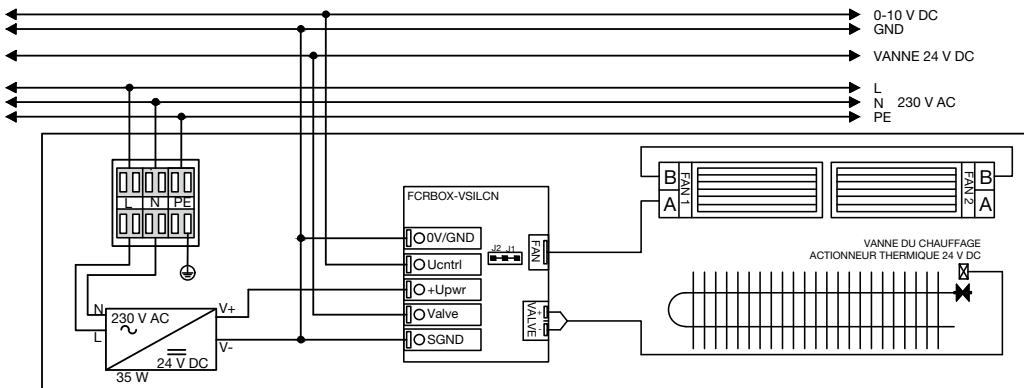 0-10 V DC
GND
VANNE 24 V DC
L
N 230 V AC
PE
L N PE
FCRBOX-VSILCN
0V/GND
Ucntrl
+Upwr
Valve
SGND
J2 J1
FAN
VALVE
+
-
B
A
FAN 1
FAN 2
B
A
VANNE DU CHAUFFAGE
ACTIONNEUR THERMIQUE 24 V DC
N
L
230 V AC
24 V DC
V+
V-
35 W